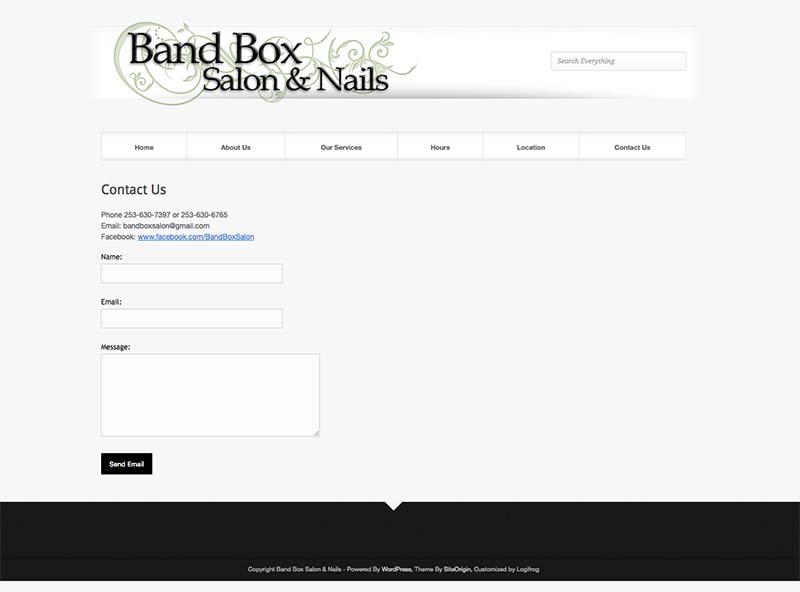 Band Box
Salon & Nails
Search Everything
Home
About Us
Our Services
Hours
Location
Contact Us
Contact Us
Phone 253-630-7397 or 253-630-6765
Email: bandboxsalon@gmail.com
Facebook: www.facebook.com/BandBoxSalon
Name:
Email:
Message:
Send Email
Copyright Band Box Salon & Nails - Powered By WordPress, Theme By SiteOrigin, Customized by Logifrog